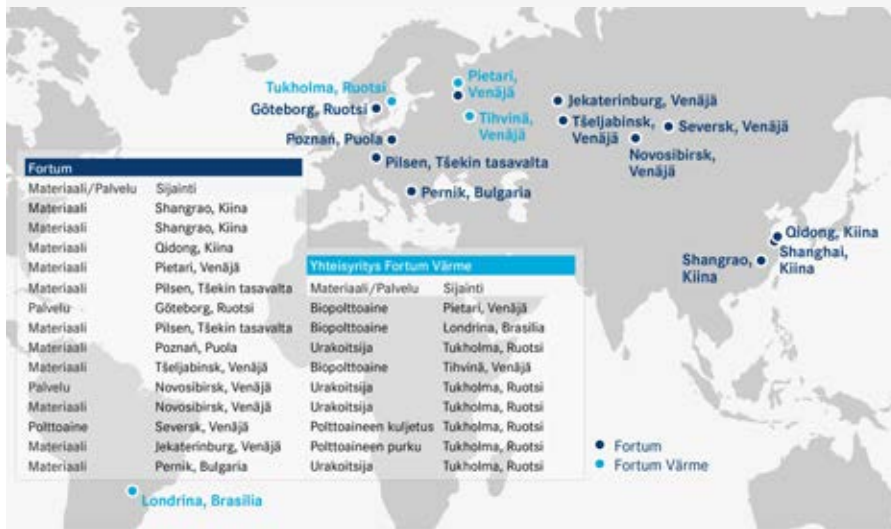 Tukholma, Ruotsi
Göteborg, Ruotsi
Poznań, Puola
Pilsen, Tšekin tasavalta
Pernik, Bulgaria
Pietari,
Venäjä
Tihvinä,
Venäjä
Jekaterinburg, Venäjä
Tšeljabinsk,
Venäjä
Seversk, Venäjä
Novosibirsk,
Venäjä
Qidong, Kiina
Shanghai,
Kiina
Shangrao,
Kiina
Fortum
Materiaali/Palvelu Sijainti
Materiaali Shangrao, Kiina
Materiaali Shangrao, Kiina
Materiaali Qidong, Kiina
Materiaali Pietari, Venäjä
Materiaali Pilsen, Tšekin tasavalta
Palvelu Göteborg, Ruotsi
Materiaali Pilsen, Tšekin tasavalta
Materiaali Poznań, Puola
Materiaali Tšeljabinsk, Venäjä
Palvelu Novosibirsk, Venäjä
Materiaali Novosibirsk, Venäjä
Polttoaine Seversk, Venäjä
Materiaali Jekaterinburg, Venäjä
Materiaali Pernik, Bulgaria
Yhteisyritys Fortum Värme
Materiaali/Palvelu Sijainti
Biopolttoaine Pietari, Venäjä
Biopolttoaine Londrina, Brasilia
Urakoitsija Tukholma, Ruotsi
Biopolttoaine Tihvinä, Venäjä
Urakoitsija Tukholma, Ruotsi
Urakoitsija Tukholma, Ruotsi
Polttoaineen kuljetus Tukholma, Ruotsi
Polttoaineen purku Tukholma, Ruotsi
Urakoitsija Tukholma, Ruotsi
Fortum
Fortum Värme
Londrina, Brasilia